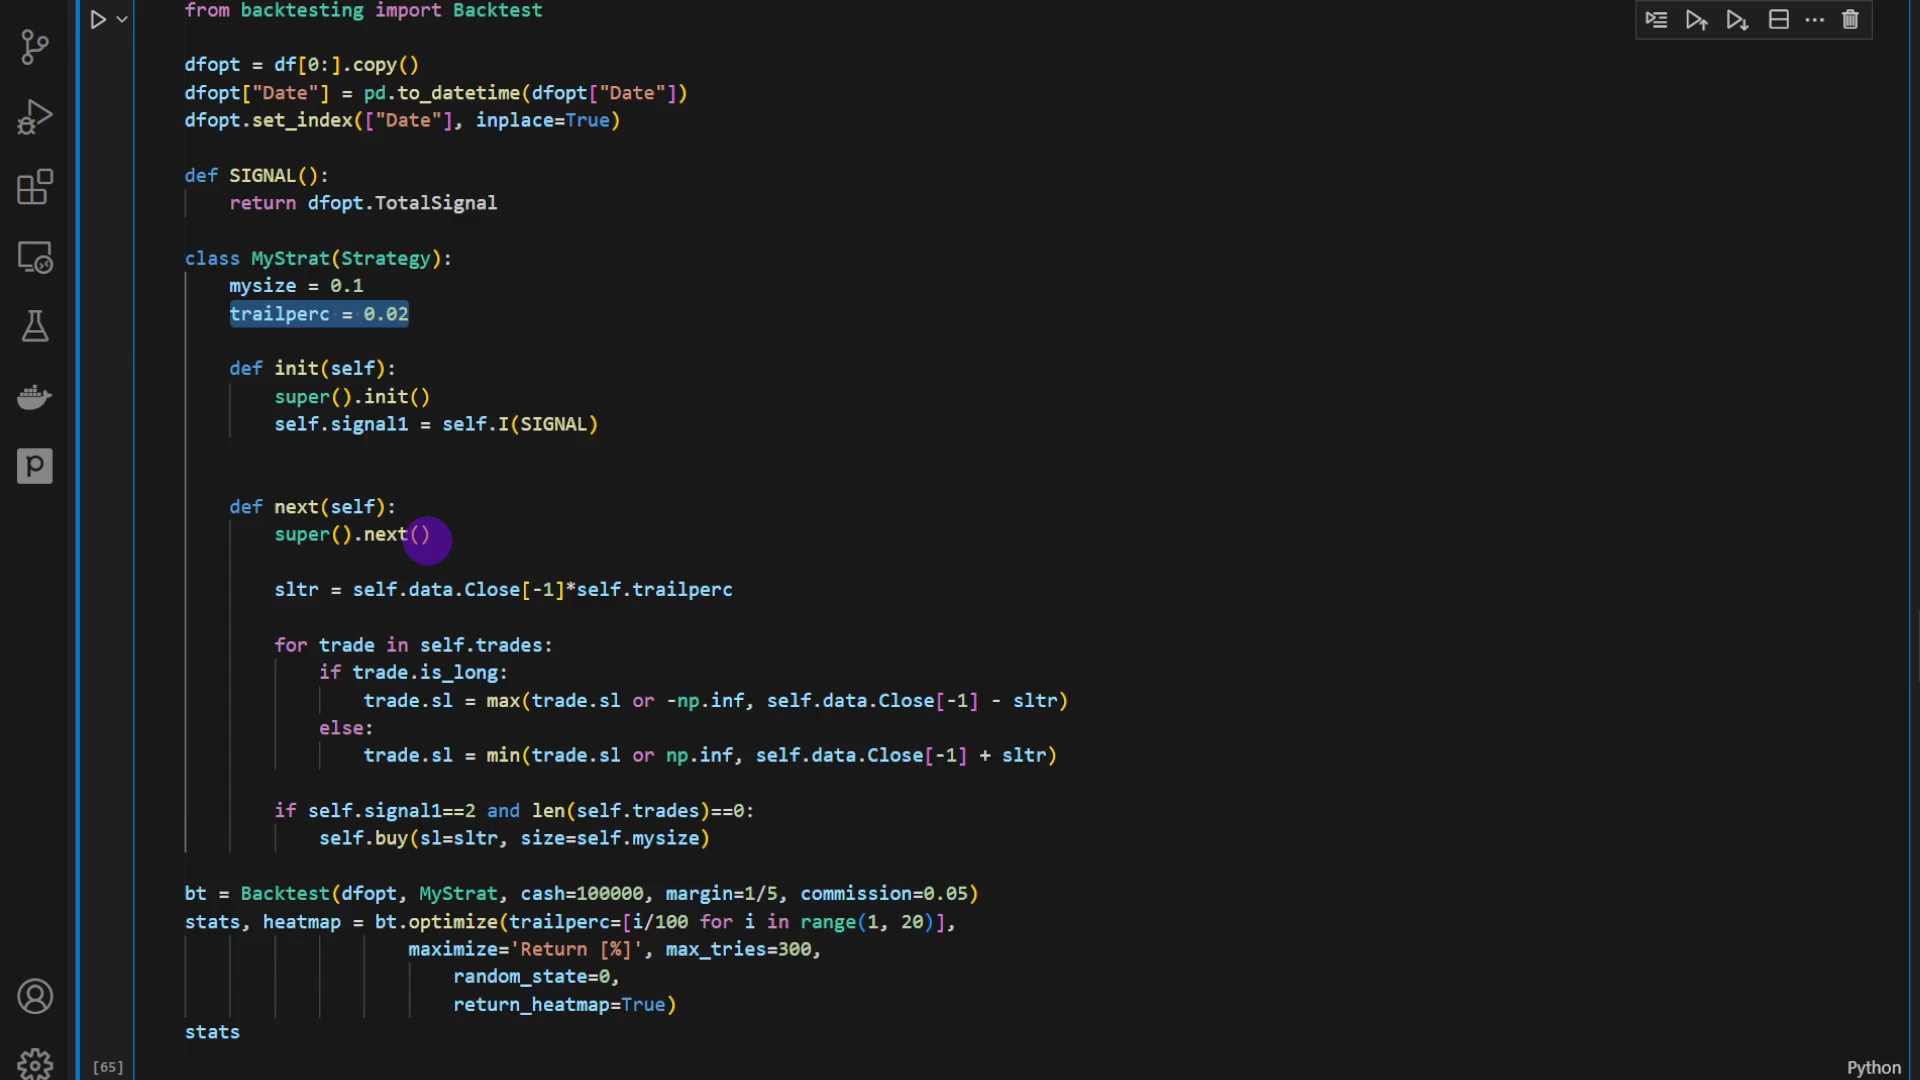 from backtesting import Backtest
dfopt = df[0:].copy()
dfopt["Date"] = pd.to_datetime(dfopt["Date"])
dfopt.set_index(["Date"], inplace=True)
def SIGNAL():
    return dfopt.TotalSignal
class MyStrat(Strategy):
    mysize = 0.1
    trailperc = 0.02
    def init(self):
        super().init()
        self.signal1 = self.I(SIGNAL)
    def next(self):
        super().next()
        sltr = self.data.Close[-1]*self.trailperc
        for trade in self.trades:
            if trade.is_long:
                trade.sl = max(trade.sl or -np.inf, self.data.Close[-1] - sltr)
            else:
                trade.sl = min(trade.sl or np.inf, self.data.Close[-1] + sltr)
        if self.signal1==2 and len(self.trades)==0:
            self.buy(sl=sltr, size=self.mysize)
bt = Backtest(dfopt, MyStrat, cash=100000, margin=1/5, commission=0.05)
stats, heatmap = bt.optimize(trailperc=[i/100 for i in range(1, 20)],
                    maximize='Return [%]', max_tries=300,
                        random_state=0,
                        return_heatmap=True)
stats
[65]
Python